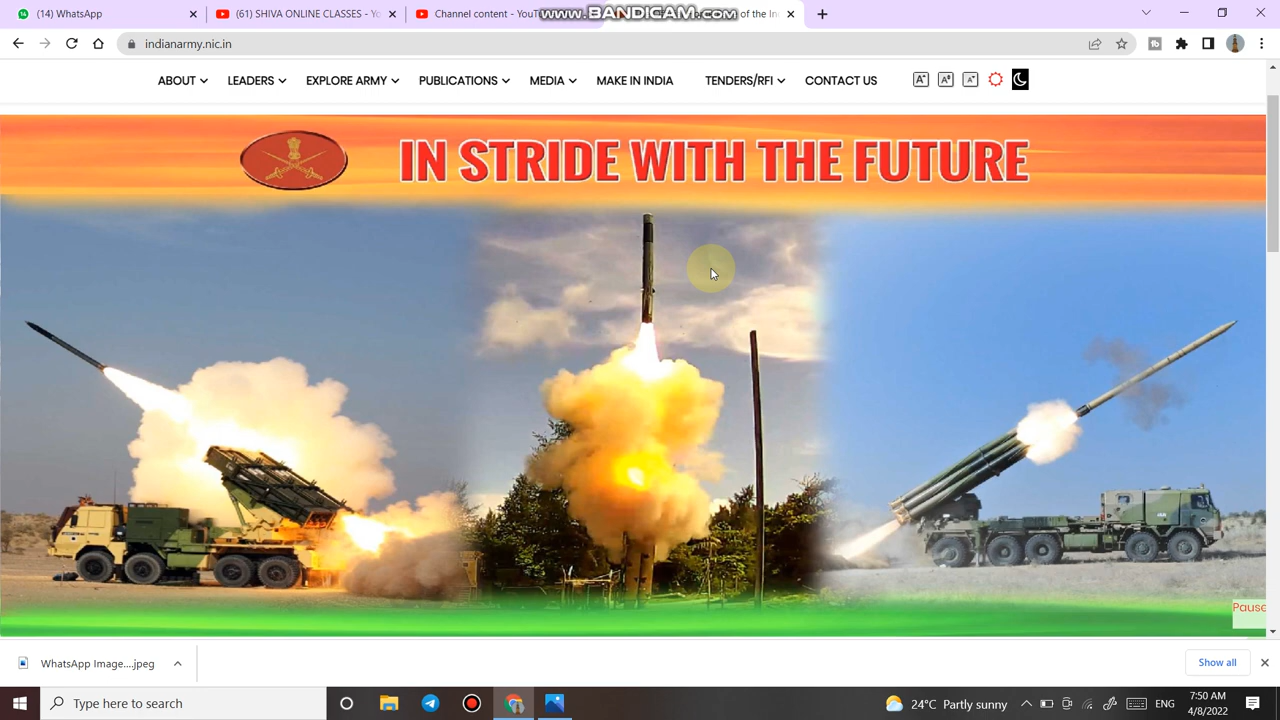 (14) WhatsApp
(61) SHIVA ONLINE CLASSES - Yo
Channel content - YouT
WWW.BANDICAM.COM
of the In
indianarmy.nic.in
ABOUT
LEADERS
EXPLORE ARMY
PUBLICATIONS
MEDIA
MAKE IN INDIA
TENDERS/RFI
CONTACT US
IN STRIDE WITH THE FUTURE
Pause
WhatsApp Image....jpeg
Show all
Type here to search
24°C Partly sunny
ENG
7:50 AM
4/8/2022